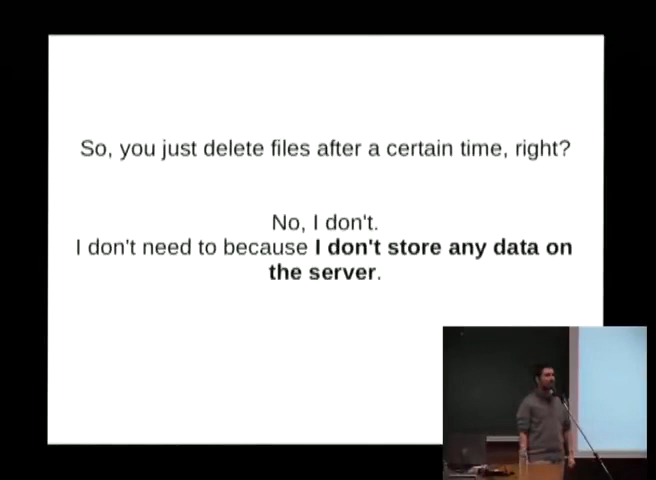 So, you just delete files after a certain time, right?
No, I don't.
I don't need to because I don't store any data on
the server.